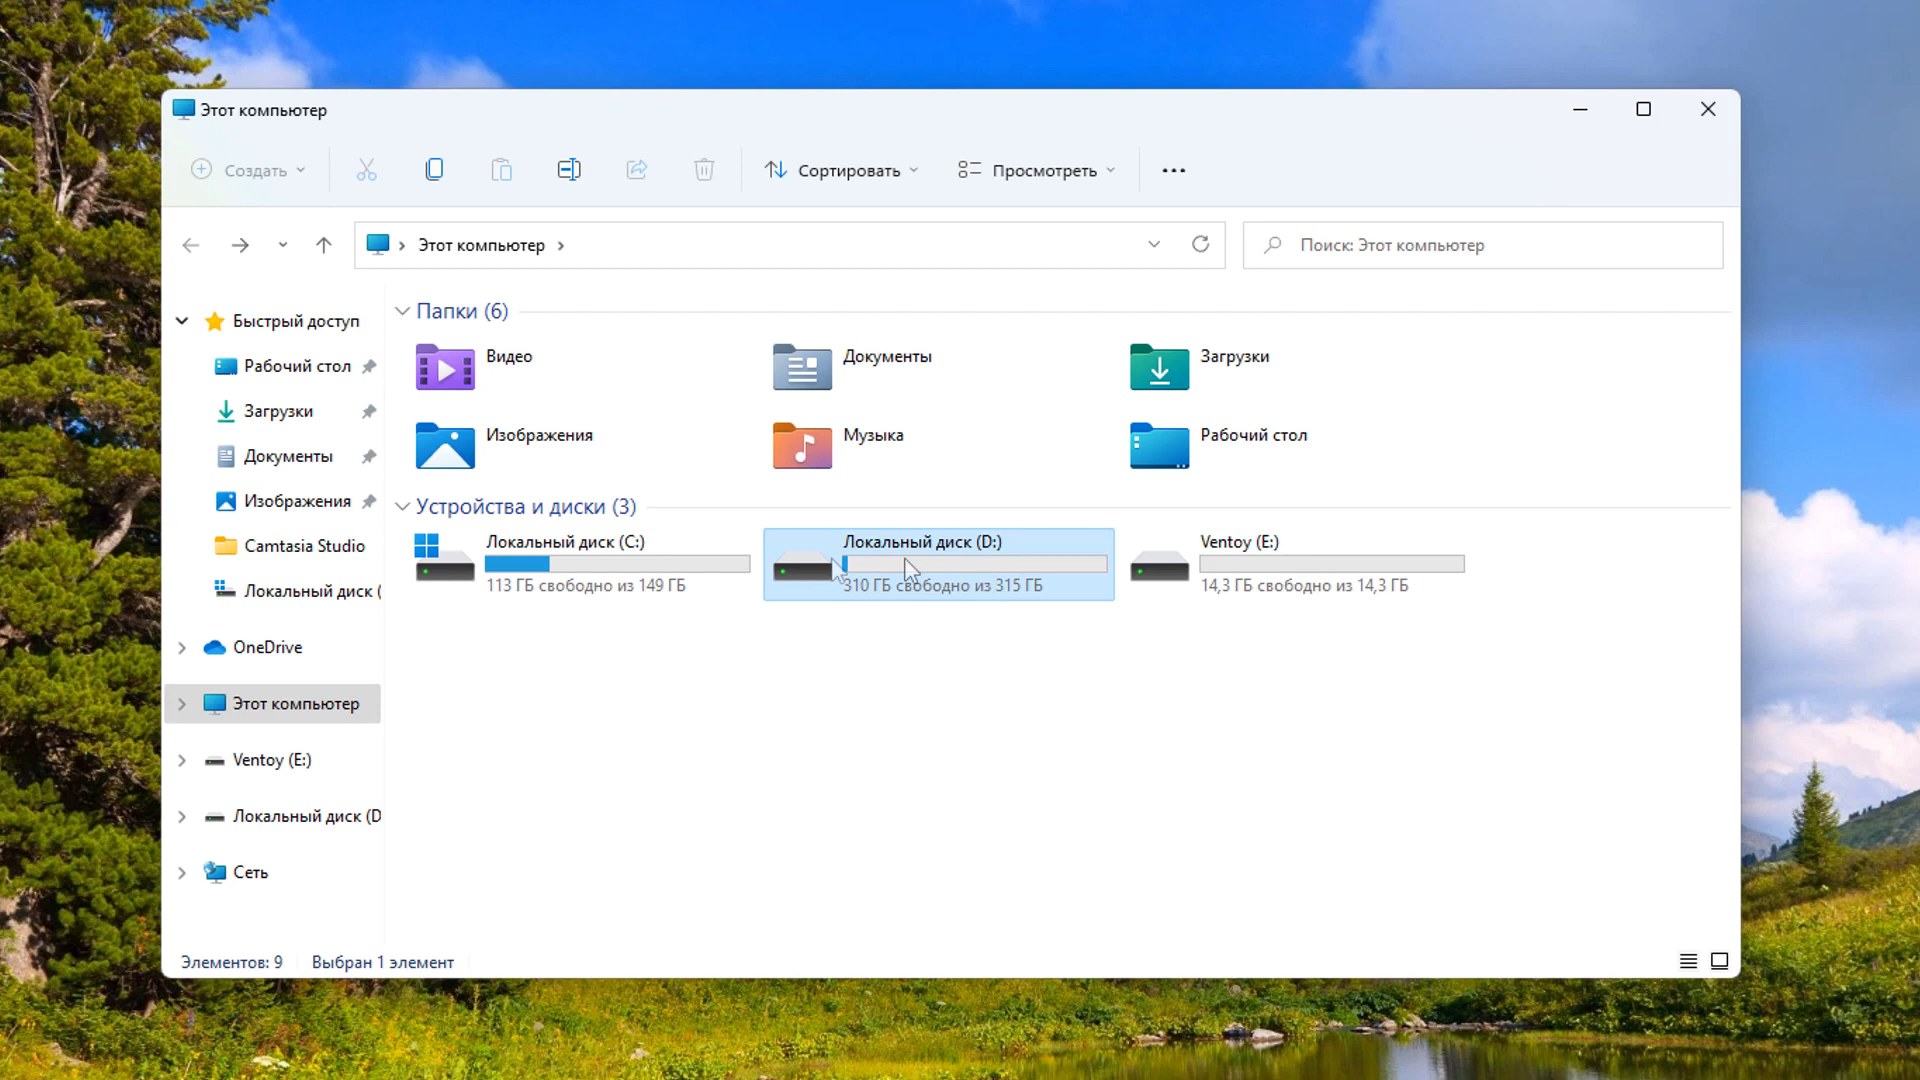 Этот компьютер
Создать
Сортировать
Просмотреть
Этот компьютер
Поиск: Этот компьютер
Быстрый доступ
Рабочий стол
Загрузки
Документы
Изображения
Camtasia Studio
Локальный диск (
OneDrive
Этот компьютер
Ventoy (E:)
Локальный диск (D
Сеть
Папки (6)
Видео
Документы
Загрузки
Изображения
Музыка
Рабочий стол
Устройства и диски (3)
Локальный диск (C:)
113 ГБ свободно из 149 ГБ
Локальный диск (D:)
310 ГБ свободно из 315 ГБ
Ventoy (E:)
14,3 ГБ свободно из 14,3 ГБ
Элементов: 9
Выбран 1 элемент